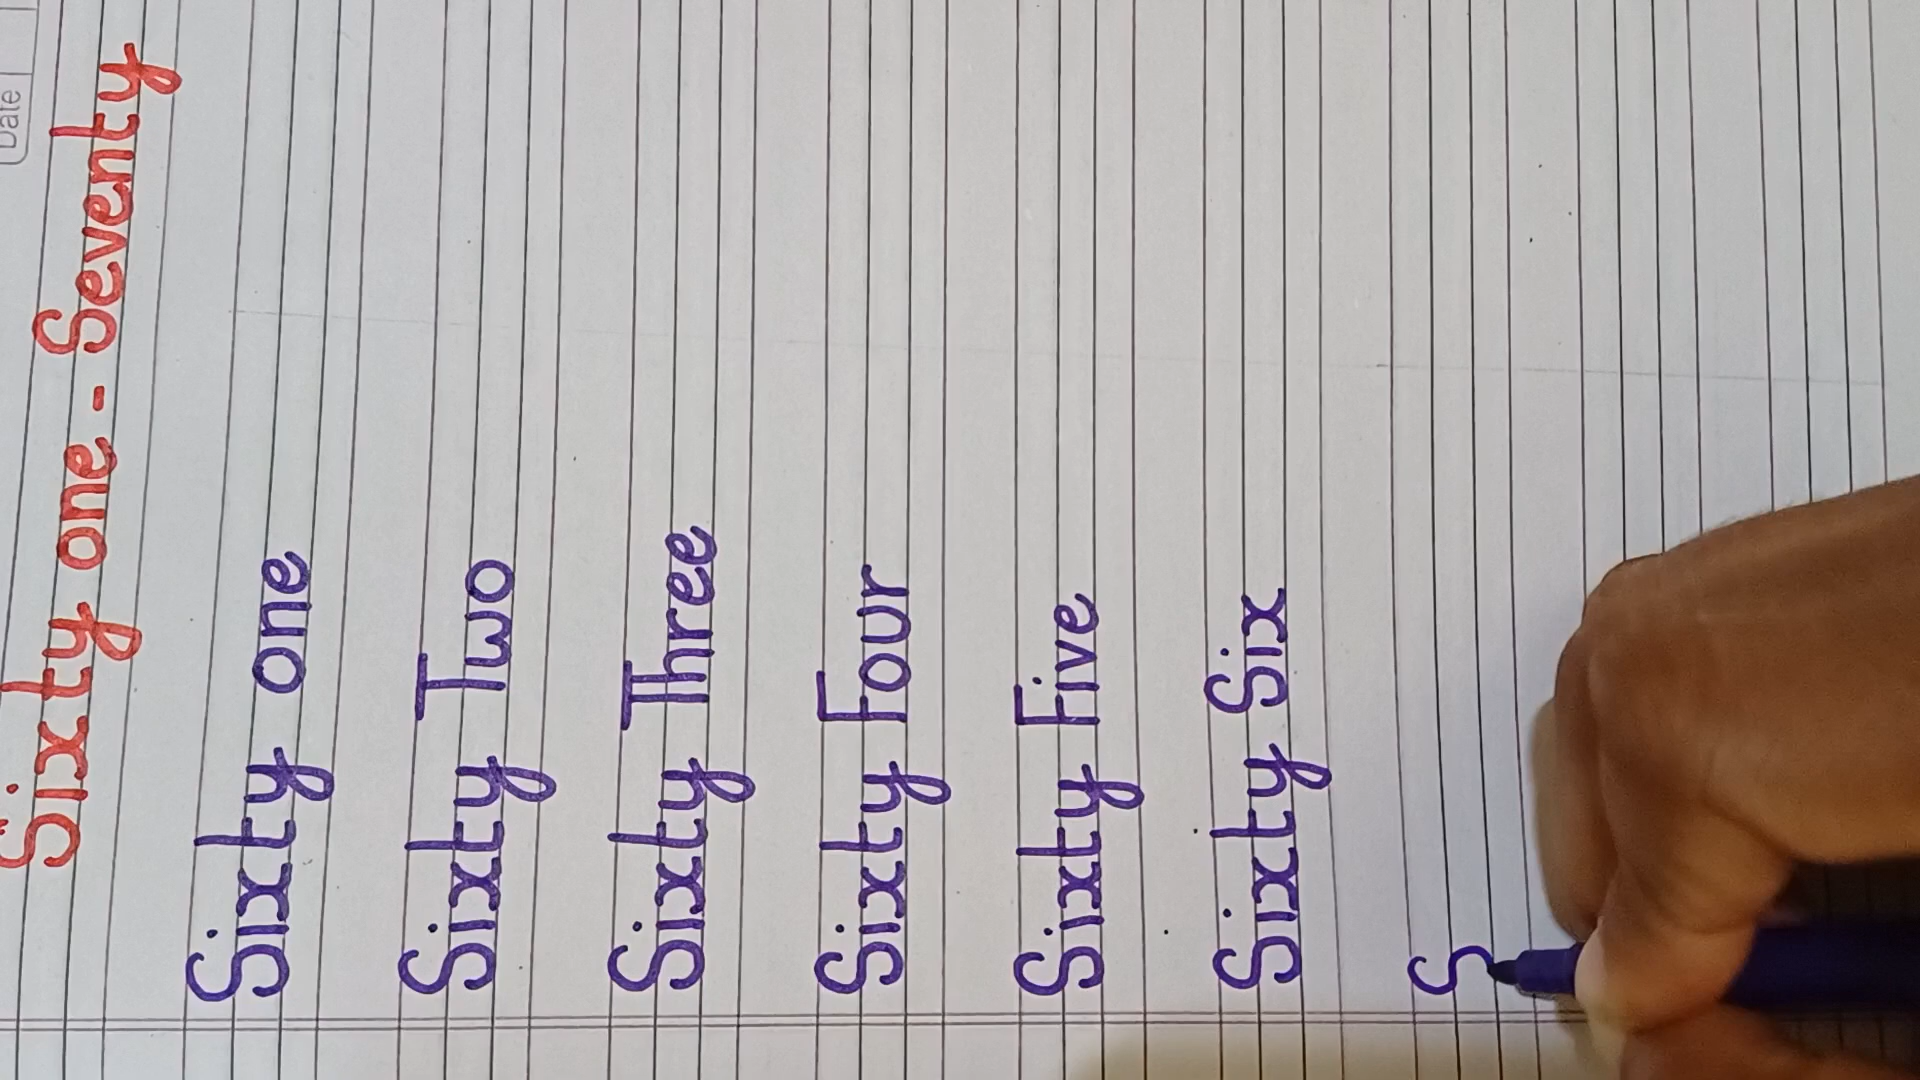 Date
Sixty one - Seventy
Sixty one
Sixty Two
Sixty Three
Sixty Four
Sixty Five
Sixty Six
S